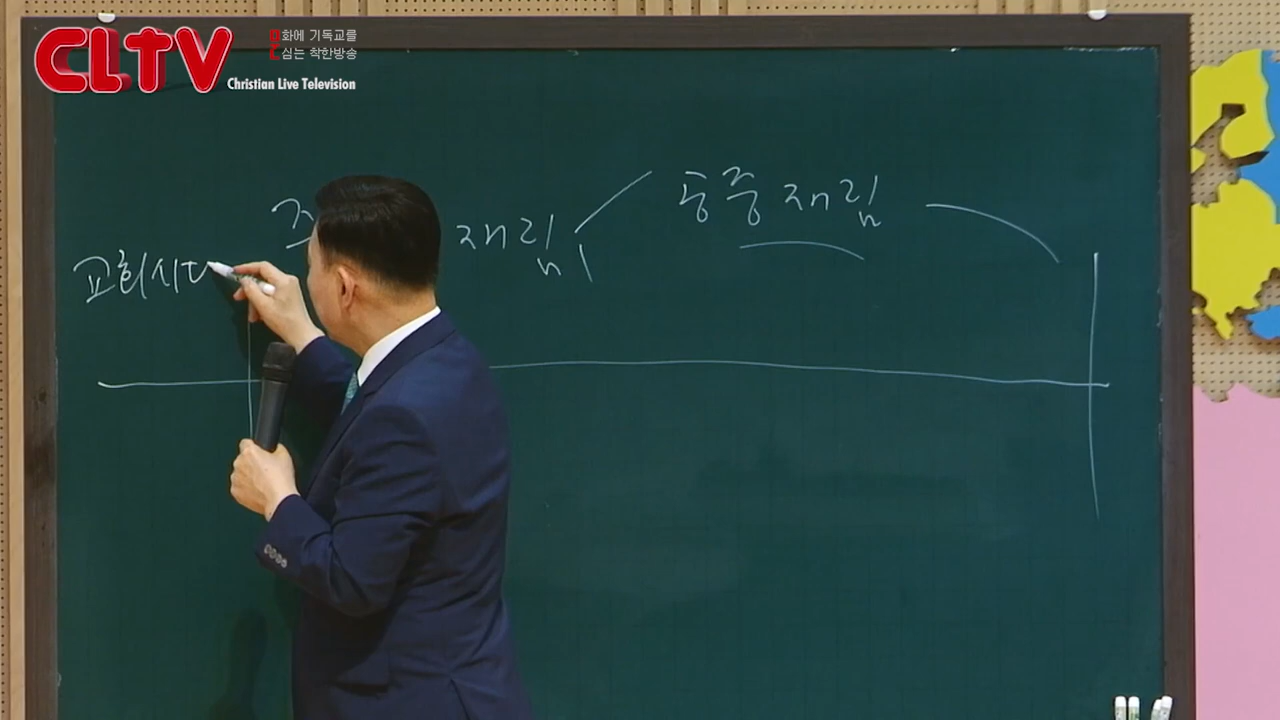 CLTV
문화에 기독교를
심는 착한방송
Christian Live Television
공중재림
재림
교회시대